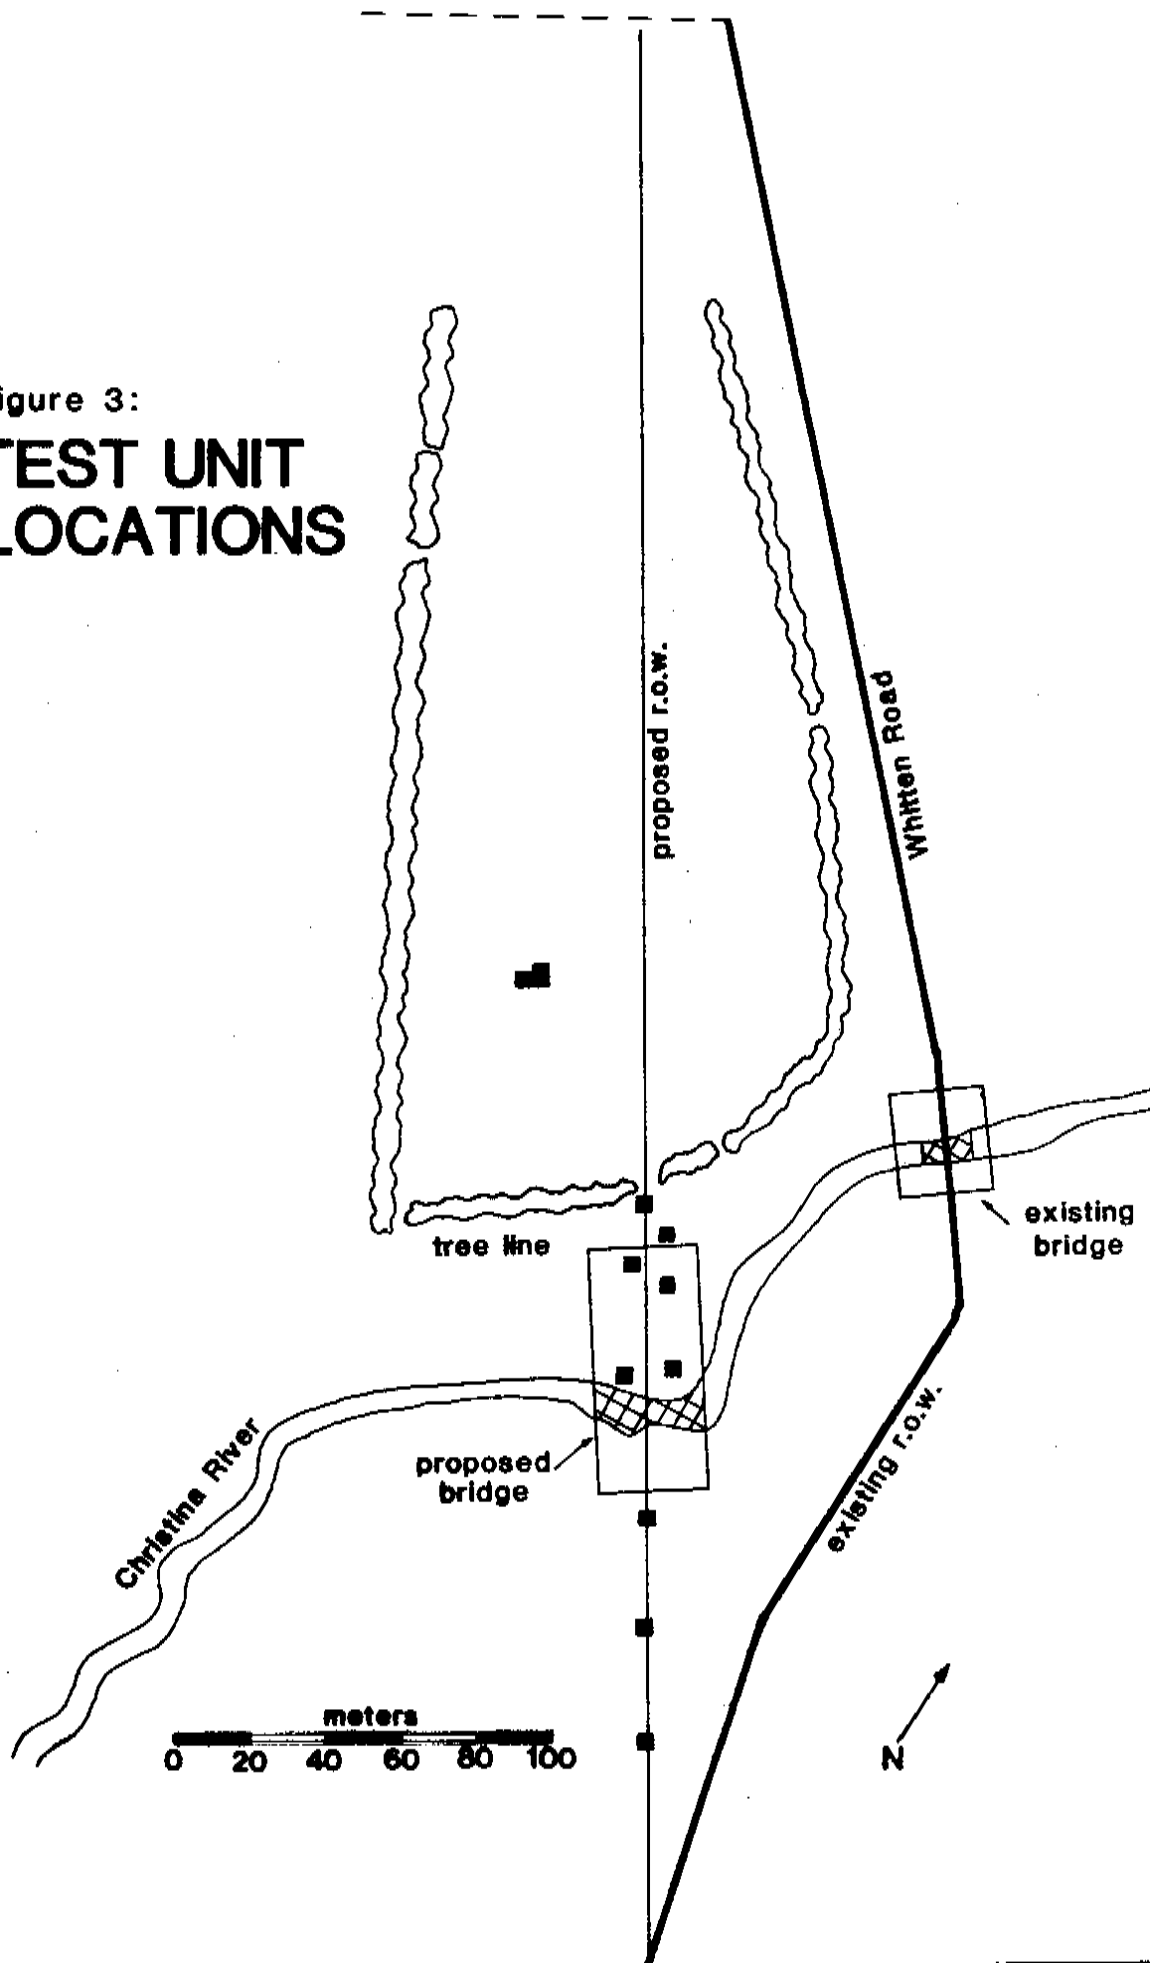 igure 3:
TEST UNIT
LOCATIONS
proposed r.o.w.
Whitten Road
tree line
existing
bridge
proposed
bridge
Christina River
existing r.o.w.
meters
0 20 40 60 80 100
N